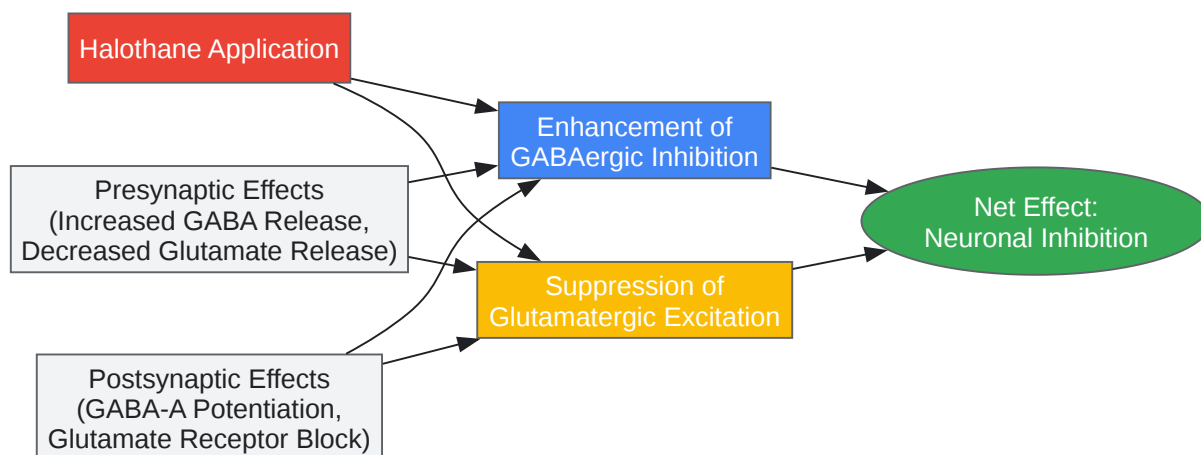 Halothane Application
Enhancement of
GABAergic Inhibition
Presynaptic Effects
(Increased GABA Release,
Decreased Glutamate Release)
Net Effect:
Neuronal Inhibition
Suppression of
Glutamatergic Excitation
Postsynaptic Effects
(GABA-A Potentiation,
Glutamate Receptor Block)